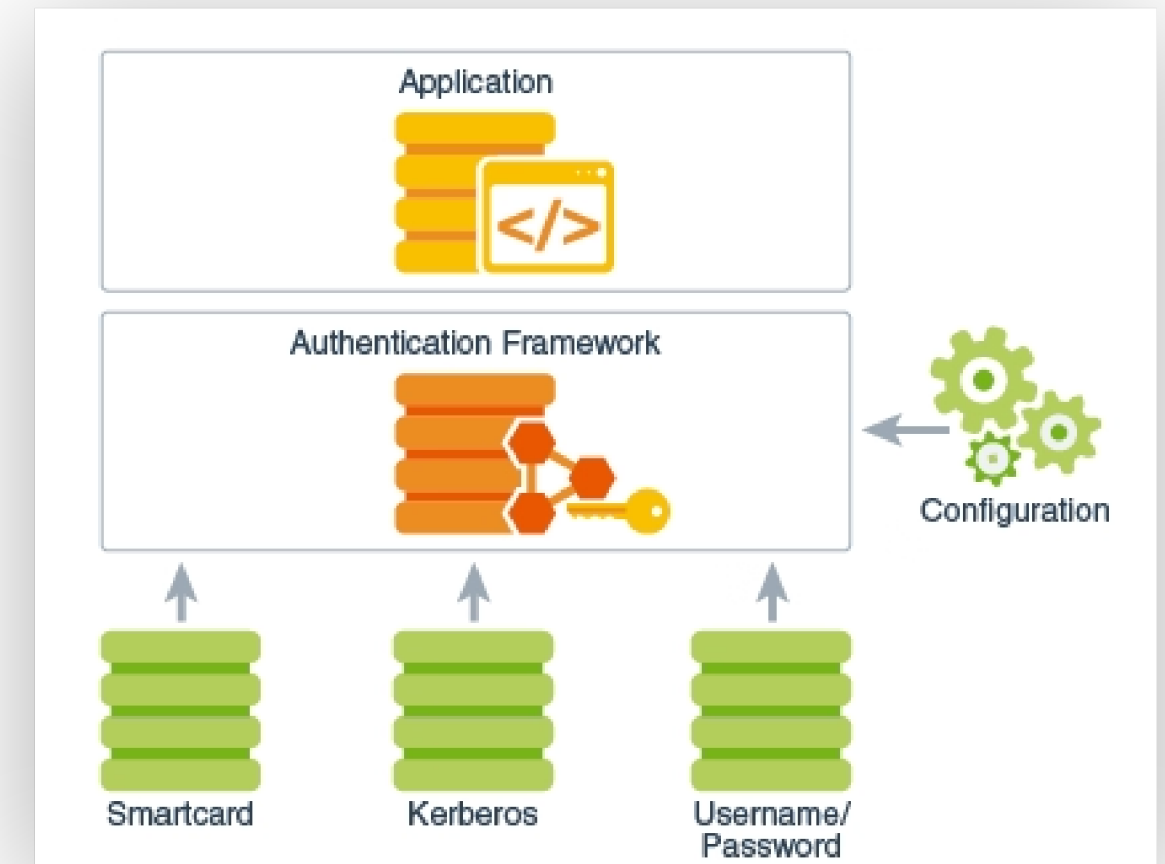 Application
</>
Authentication Framework
Configuration
Smartcard
Kerberos
Username/
Password